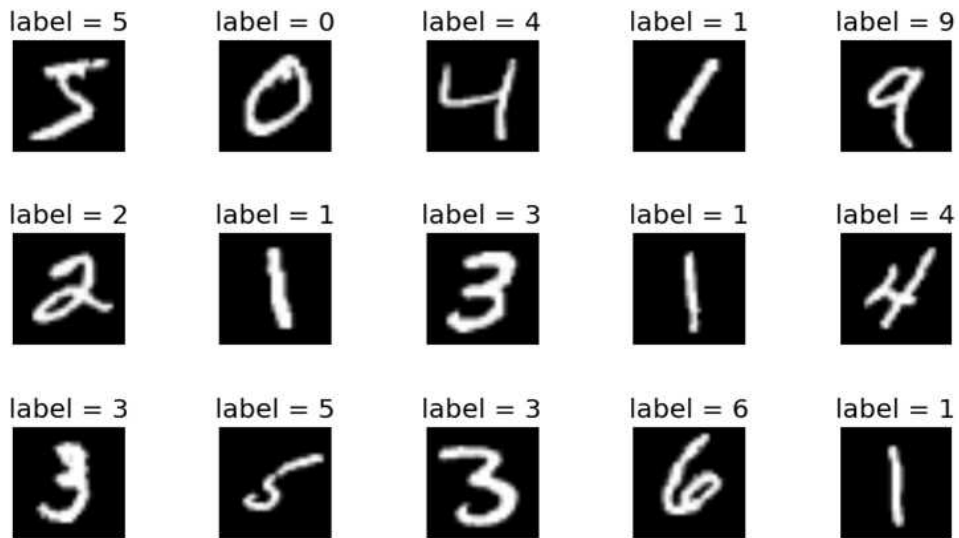 label = 5 label = 0 label = 4 label = 1 label = 9
5 0 4 1 9
label = 2 label = 1 label = 3 label = 1 label = 4
2 1 3 1 4
label = 3 label = 5 label = 3 label = 6 label = 1
3 5 3 6 1